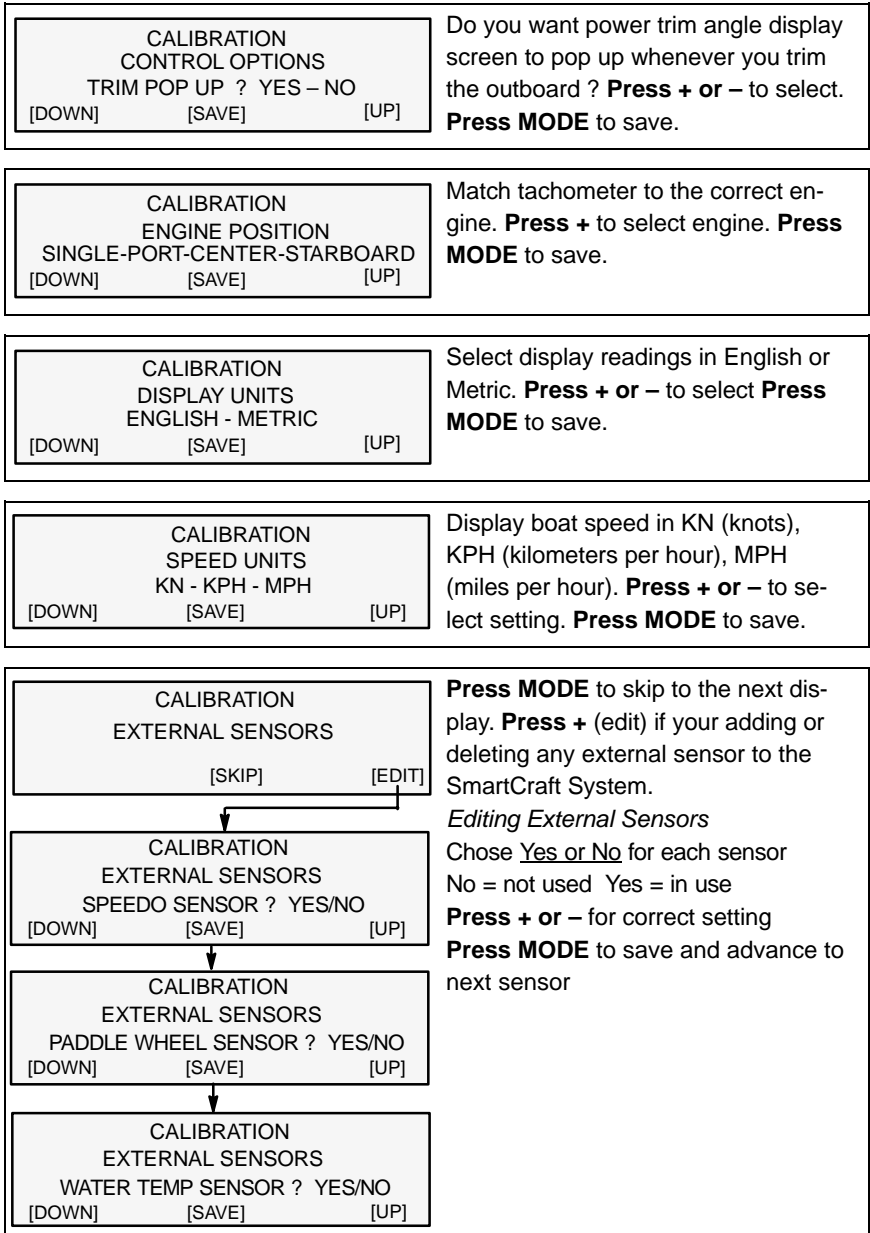 CALIBRATION
CONTROL OPTIONS
TRIM POP UP ? YES – NO
[DOWN] [SAVE] [UP]
Do you want power trim angle display
screen to pop up whenever you trim
the outboard ? Press + or – to select.
Press MODE to save.
CALIBRATION
ENGINE POSITION
SINGLE-PORT-CENTER-STARBOARD
[DOWN] [SAVE] [UP]
Match tachometer to the correct en-
gine. Press + to select engine. Press
MODE to save.
CALIBRATION
DISPLAY UNITS
ENGLISH - METRIC
[DOWN] [SAVE] [UP]
Select display readings in English or
Metric. Press + or – to select Press
MODE to save.
CALIBRATION
SPEED UNITS
KN - KPH - MPH
[DOWN] [SAVE] [UP]
Display boat speed in KN (knots),
KPH (kilometers per hour), MPH
(miles per hour). Press + or – to se-
lect setting. Press MODE to save.
CALIBRATION
EXTERNAL SENSORS
[SKIP] [EDIT]
CALIBRATION
EXTERNAL SENSORS
SPEEDO SENSOR ? YES/NO
[DOWN] [SAVE] [UP]
CALIBRATION
EXTERNAL SENSORS
PADDLE WHEEL SENSOR ? YES/NO
[DOWN] [SAVE] [UP]
CALIBRATION
EXTERNAL SENSORS
WATER TEMP SENSOR ? YES/NO
[DOWN] [SAVE] [UP]
Press MODE to skip to the next dis-
play. Press + (edit) if your adding or
deleting any external sensor to the
SmartCraft System.
Editing External Sensors
Chose Yes or No for each sensor
No = not used Yes = in use
Press + or – for correct setting
Press MODE to save and advance to
next sensor